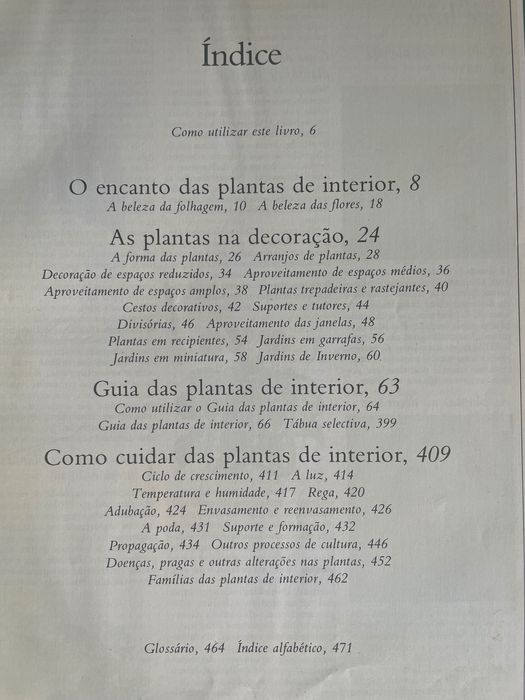 Índice
Como utilizar este livro, 6
O encanto das plantas de interior, 8
A beleza da folhagem, 10 A beleza das flores, 18
As plantas na decoração, 24
A forma das plantas, 26 Arranjos de plantas, 28
Decoração de espaços reduzidos, 34 Aproveitamento de espaços médios, 36
Aproveitamento de espaços amplos, 38 Plantas trepadeiras e rastejantes, 40
Cestos decorativos, 42 Suportes e tutores, 44
Divisórias, 46 Aproveitamento das janelas, 48
Plantas em recipientes, 54 Jardins em garrafas, 56
Jardins em miniatura, 58 Jardins de Inverno, 60
Guia das plantas de interior, 63
Como utilizar o Guia das plantas de interior, 64
Guia das plantas de interior, 66 Tábua selectiva, 399
Como cuidar das plantas de interior, 409
Ciclo de crescimento, 411 A luz, 414
Temperatura e humidade, 417 Rega, 420
Adubação, 424 Envasamento e reenvasamento, 426
A poda, 431 Suporte e formação, 432
Propagação, 434 Outros processos de cultura, 446
Doenças, pragas e outras alterações nas plantas, 452
Famílias das plantas de interior, 462
Glossário, 464 Índice alfabético, 471